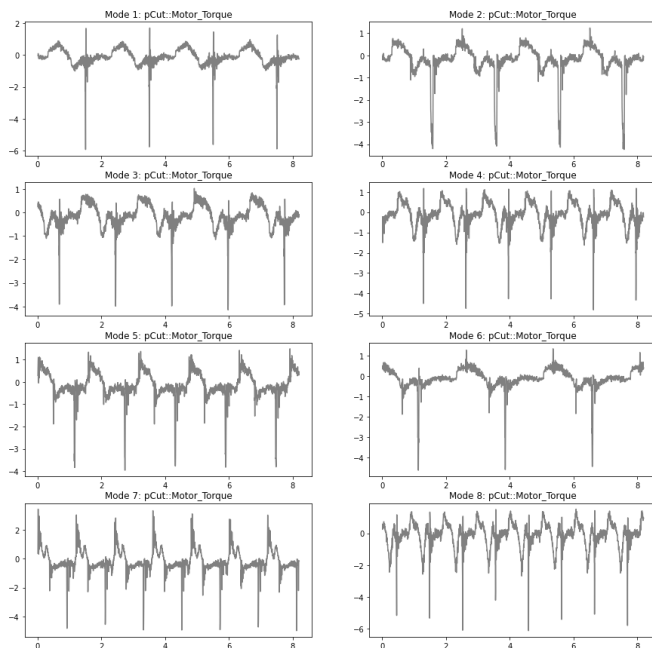 Mode 1: pCut::Motor_Torque
Mode 2: pCut::Motor_Torque
2
0
−2
−4
−6
0 2 4 6 8
1
0
−1
−2
−3
−4
0 2 4 6 8
Mode 3: pCut::Motor_Torque
Mode 4: pCut::Motor_Torque
1
0
−1
−2
−3
−4
0 2 4 6 8
1
0
−1
−2
−3
−4
−5
0 2 4 6 8
Mode 5: pCut::Motor_Torque
Mode 6: pCut::Motor_Torque
1
0
−1
−2
−3
−4
0 2 4 6 8
1
0
−1
−2
−3
−4
0 2 4 6 8
Mode 7: pCut::Motor_Torque
Mode 8: pCut::Motor_Torque
2
0
−2
−4
0 2 4 6 8
0
−2
−4
−6
0 2 4 6 8